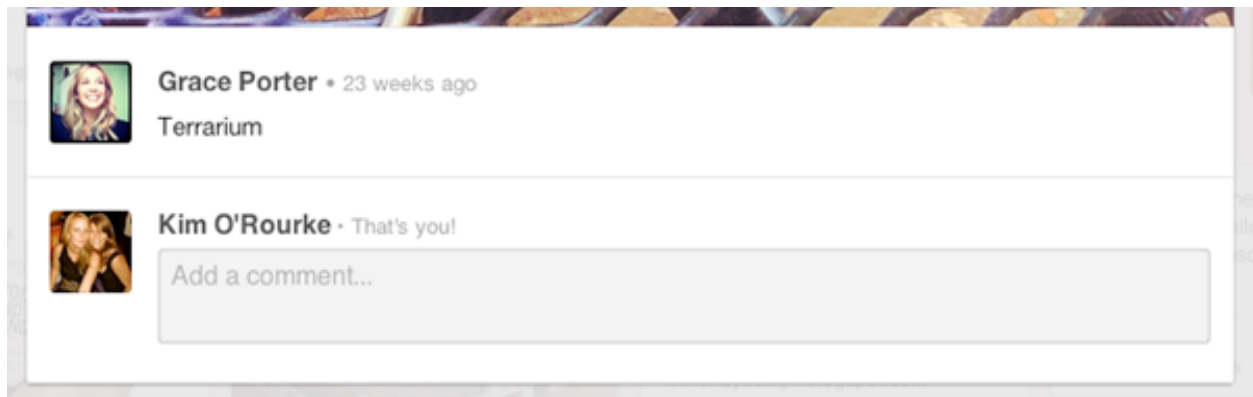 Grace Porter • 23 weeks ago
Terrarium
Kim O'Rourke · That's you!
Add a comment...